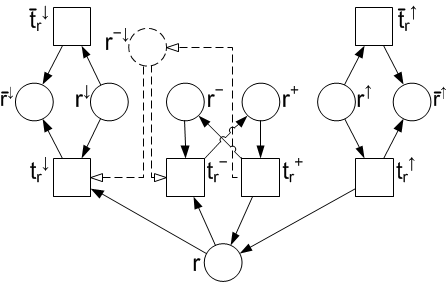 t̄ᵣ↓ t̄ᵣ↑
r⁻↓
r̄↓ r↓ r⁻ r⁺ r↑ r̄↑
tᵣ↓ tᵣ⁻ tᵣ⁺ tᵣ↑
r